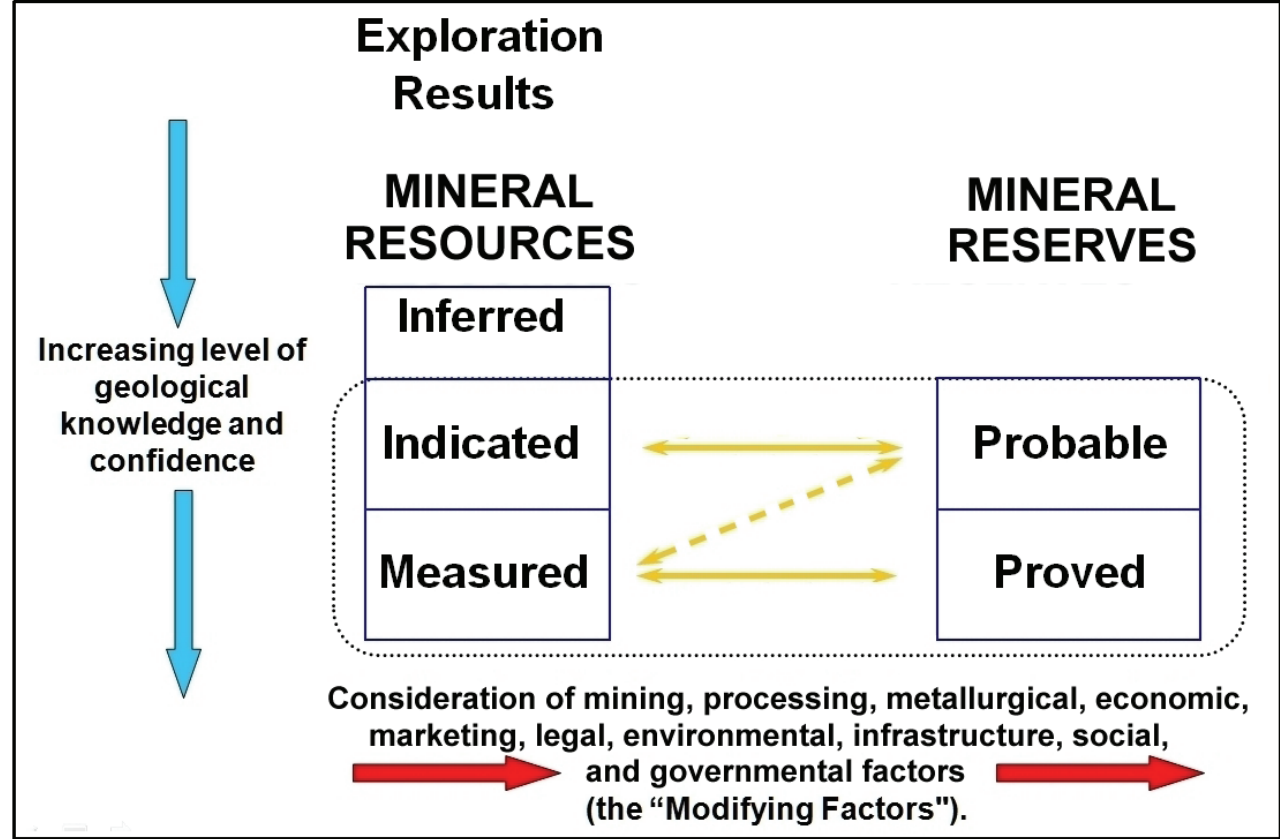 Exploration
Results
MINERAL
RESOURCES
MINERAL
RESERVES
Inferred
Increasing level of
geological
knowledge and
confidence
Indicated
Probable
Measured
Proved
Consideration of mining, processing, metallurgical, economic,
marketing, legal, environmental, infrastructure, social,
and governmental factors
(the “Modifying Factors").